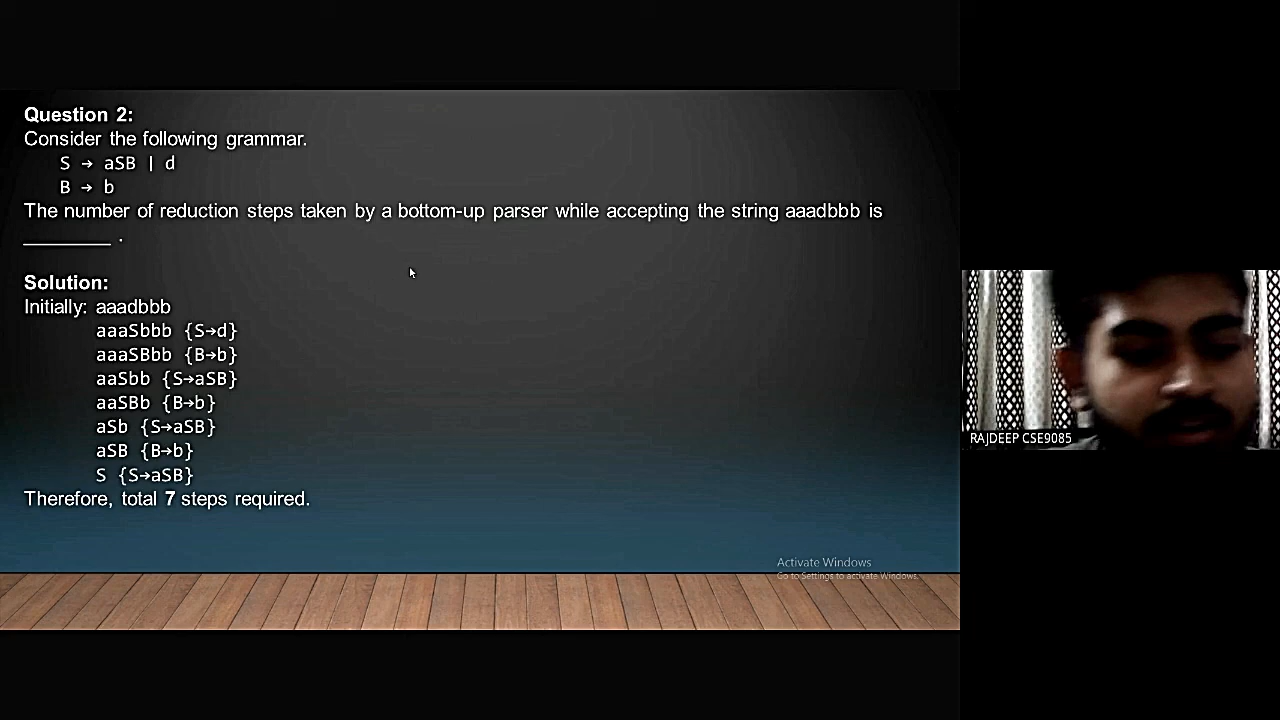 Question 2:
Consider the following grammar.
S → aSB | d
B → b
The number of reduction steps taken by a bottom-up parser while accepting the string aaadbbb is
________ .
Solution:
Initially: aaadbbb
aaaSbbb {S→d}
aaaSBbb {B→b}
aaSbb {S→aSB}
aaSBb {B→b}
aSb {S→aSB}
aSB {B→b}
S {S→aSB}
Therefore, total 7 steps required.
Activate Windows
Go to Settings to activate Windows.
RAJDEEP CSE9085